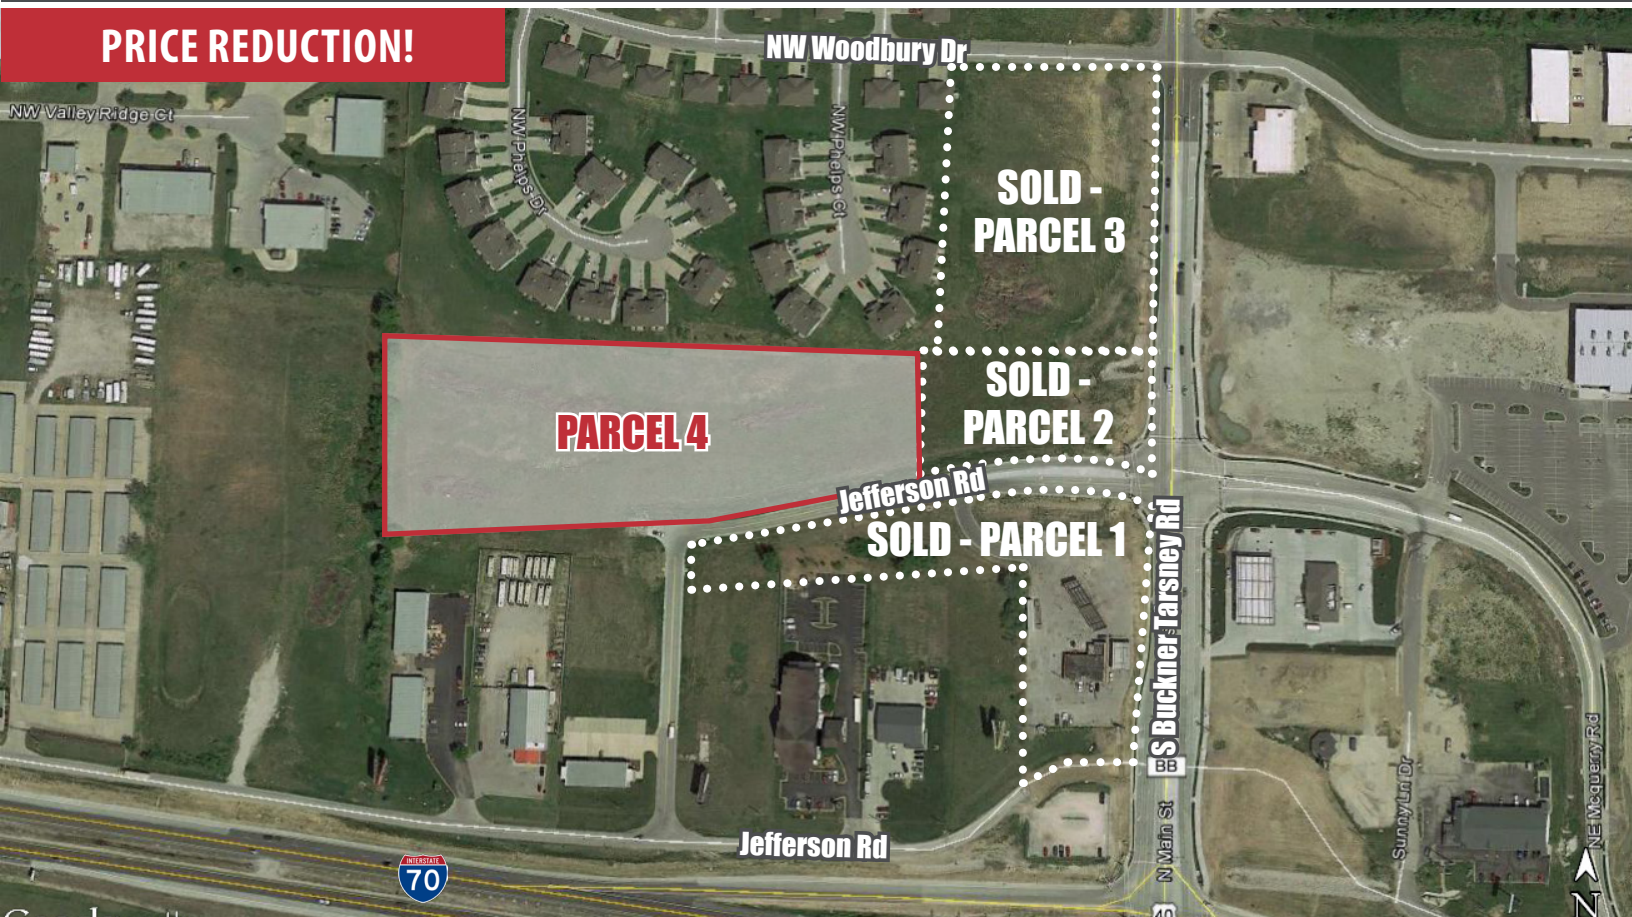 PRICE REDUCTION!
NW Woodbury Dr
NW Valley Ridge Ct
NW Phelps Dr
NW Phelps Ct
SOLD -
PARCEL 3
SOLD -
PARCEL 2
PARCEL 4
Jefferson Rd
SOLD - PARCEL 1
S Buckner Tarsney Rd
BB
Sunny Ln Dr
NE Mcquerry Rd
N Main St
Jefferson Rd
INTERSTATE
70
N